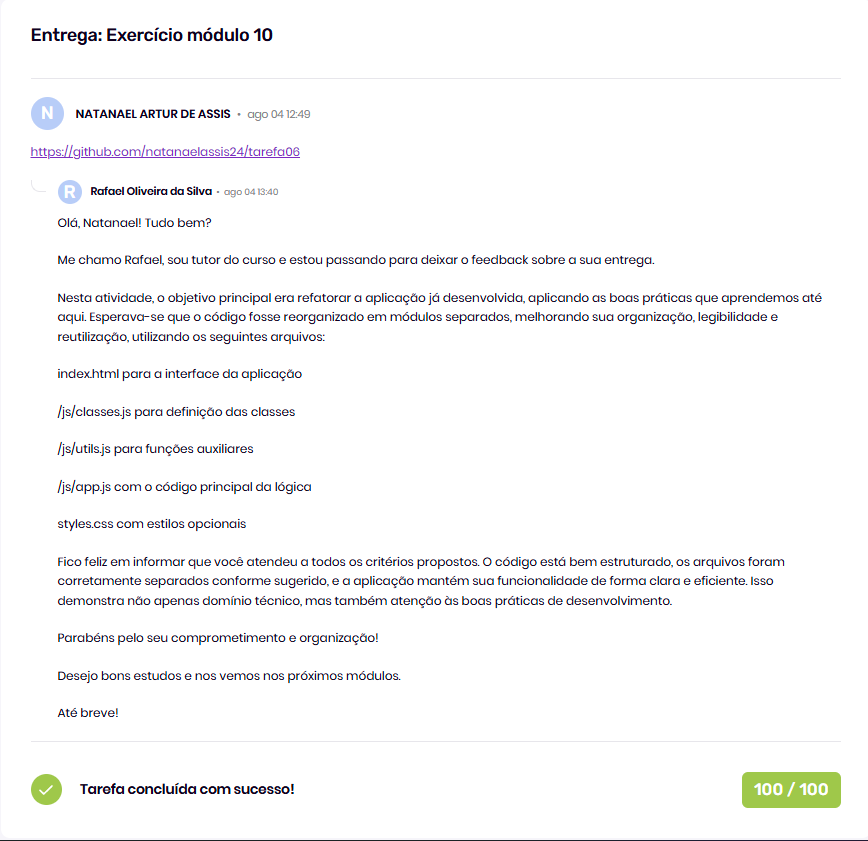 Entrega: Exercício módulo 10
N
NATANAEL ARTUR DE ASSIS • ago 04 12:49
https://github.com/natanaelassis24/tarefa06
R
Rafael Oliveira da Silva • ago 04 13:40
Olá, Natanael! Tudo bem?
Me chamo Rafael, sou tutor do curso e estou passando para deixar o feedback sobre a sua entrega.
Nesta atividade, o objetivo principal era refatorar a aplicação já desenvolvida, aplicando as boas práticas que aprendemos até
aqui. Esperava-se que o código fosse reorganizado em módulos separados, melhorando sua organização, legibilidade e
reutilização, utilizando os seguintes arquivos:
index.html para a interface da aplicação
/js/classes.js para definição das classes
/js/utils.js para funções auxiliares
/js/app.js com o código principal da lógica
styles.css com estilos opcionais
Fico feliz em informar que você atendeu a todos os critérios propostos. O código está bem estruturado, os arquivos foram
corretamente separados conforme sugerido, e a aplicação mantém sua funcionalidade de forma clara e eficiente. Isso
demonstra não apenas domínio técnico, mas também atenção às boas práticas de desenvolvimento.
Parabéns pelo seu comprometimento e organização!
Desejo bons estudos e nos vemos nos próximos módulos.
Até breve!
Tarefa concluída com sucesso!
100 / 100